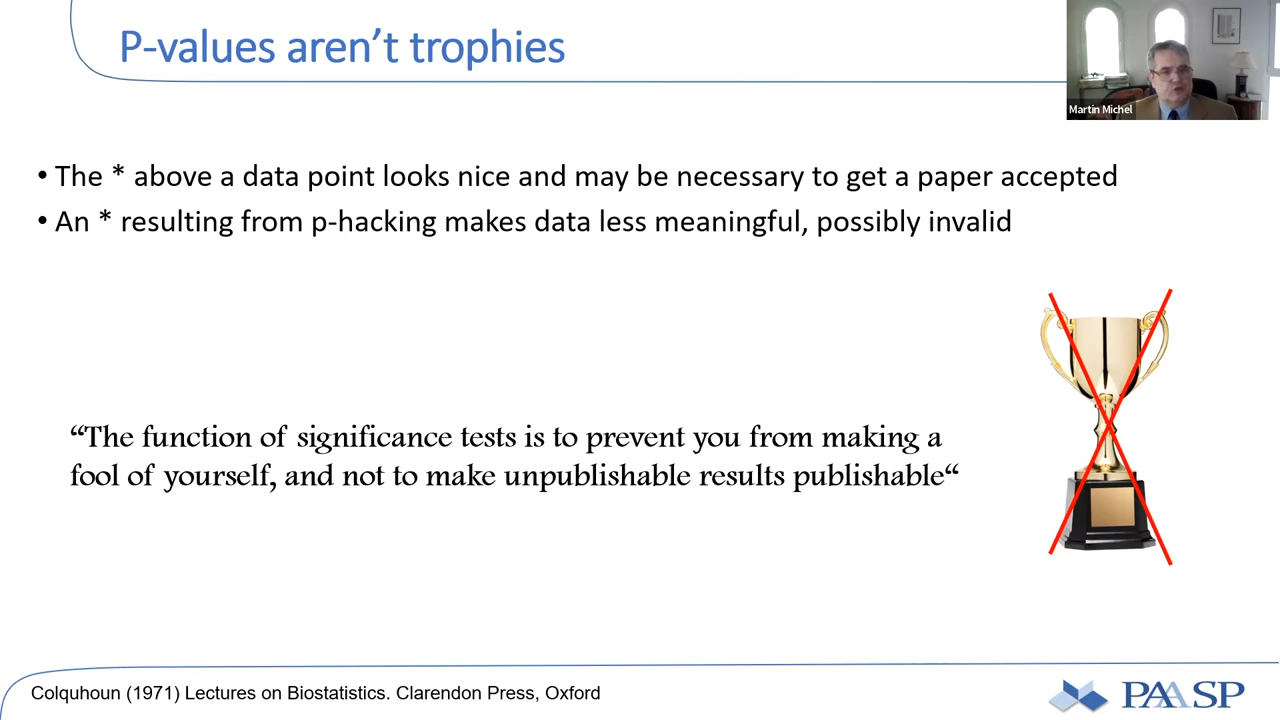 P-values aren't trophies
Martin Michel
• The * above a data point looks nice and may be necessary to get a paper accepted
• An * resulting from p-hacking makes data less meaningful, possibly invalid
“The function of significance tests is to prevent you from making a
fool of yourself, and not to make unpublishable results publishable“
Colquhoun (1971) Lectures on Biostatistics. Clarendon Press, Oxford
PAASP